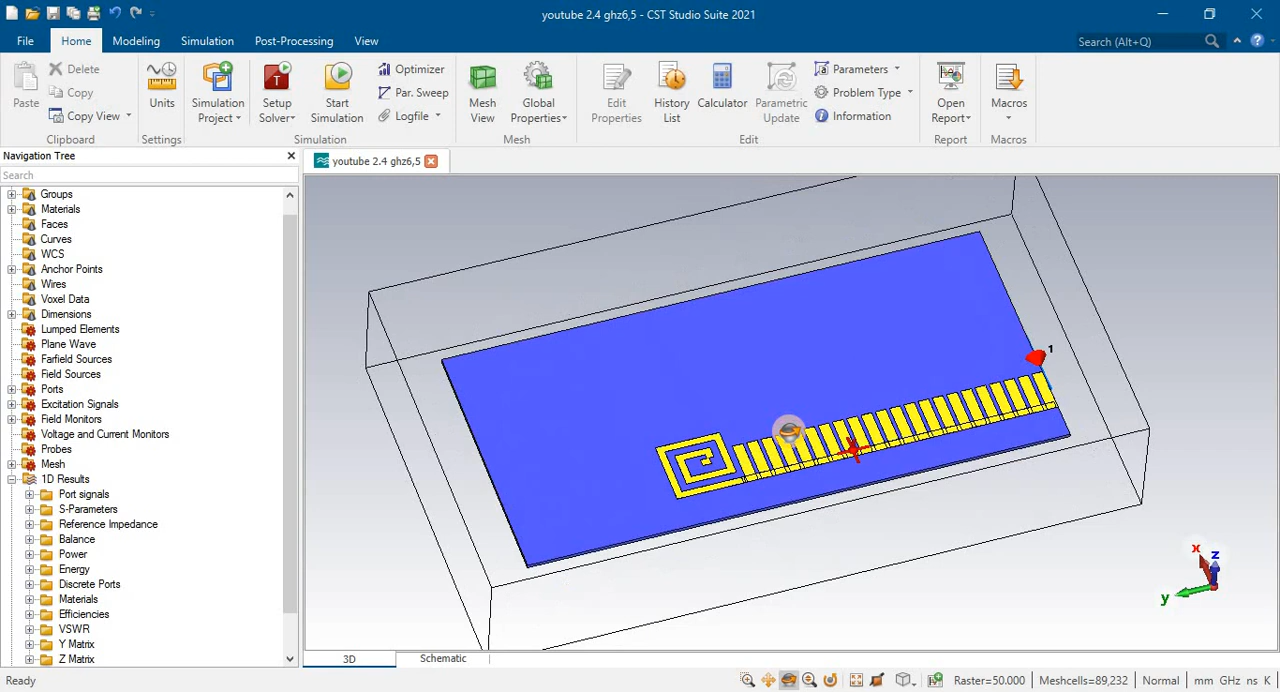 youtube 2.4 ghz6,5 - CST Studio Suite 2021
File Home Modeling Simulation Post-Processing View Search (Alt+Q)
Paste Delete Copy Copy View
Units
Simulation Project
Setup Solver
Start Simulation
Optimizer
Par. Sweep
Logfile
Mesh View
Global Properties
Edit Properties
History List
Calculator
Parametric Update
Parameters
Problem Type
Information
Open Report
Macros
Clipboard Settings Simulation Mesh Edit Report Macros
Navigation Tree
youtube 2.4 ghz6,5
Search
Groups
Materials
Faces
Curves
WCS
Anchor Points
Wires
Voxel Data
Dimensions
Lumped Elements
Plane Wave
Farfield Sources
Field Sources
Ports
Excitation Signals
Field Monitors
Voltage and Current Monitors
Probes
Mesh
1D Results
Port signals
S-Parameters
Reference Impedance
Balance
Power
Energy
Discrete Ports
Materials
Efficiencies
VSWR
Y Matrix
Z Matrix
1
x
z
y
3D Schematic
Ready Raster=50.000 Meshcells=89,232 Normal mm GHz ns K